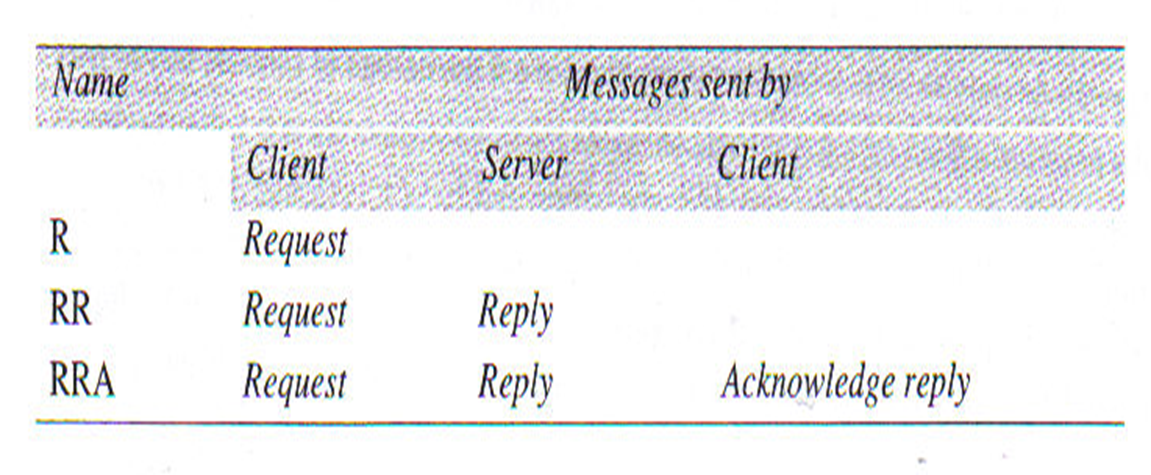 Name Messages sent by
Client Server Client
R Request
RR Request Reply
RRA Request Reply Acknowledge reply